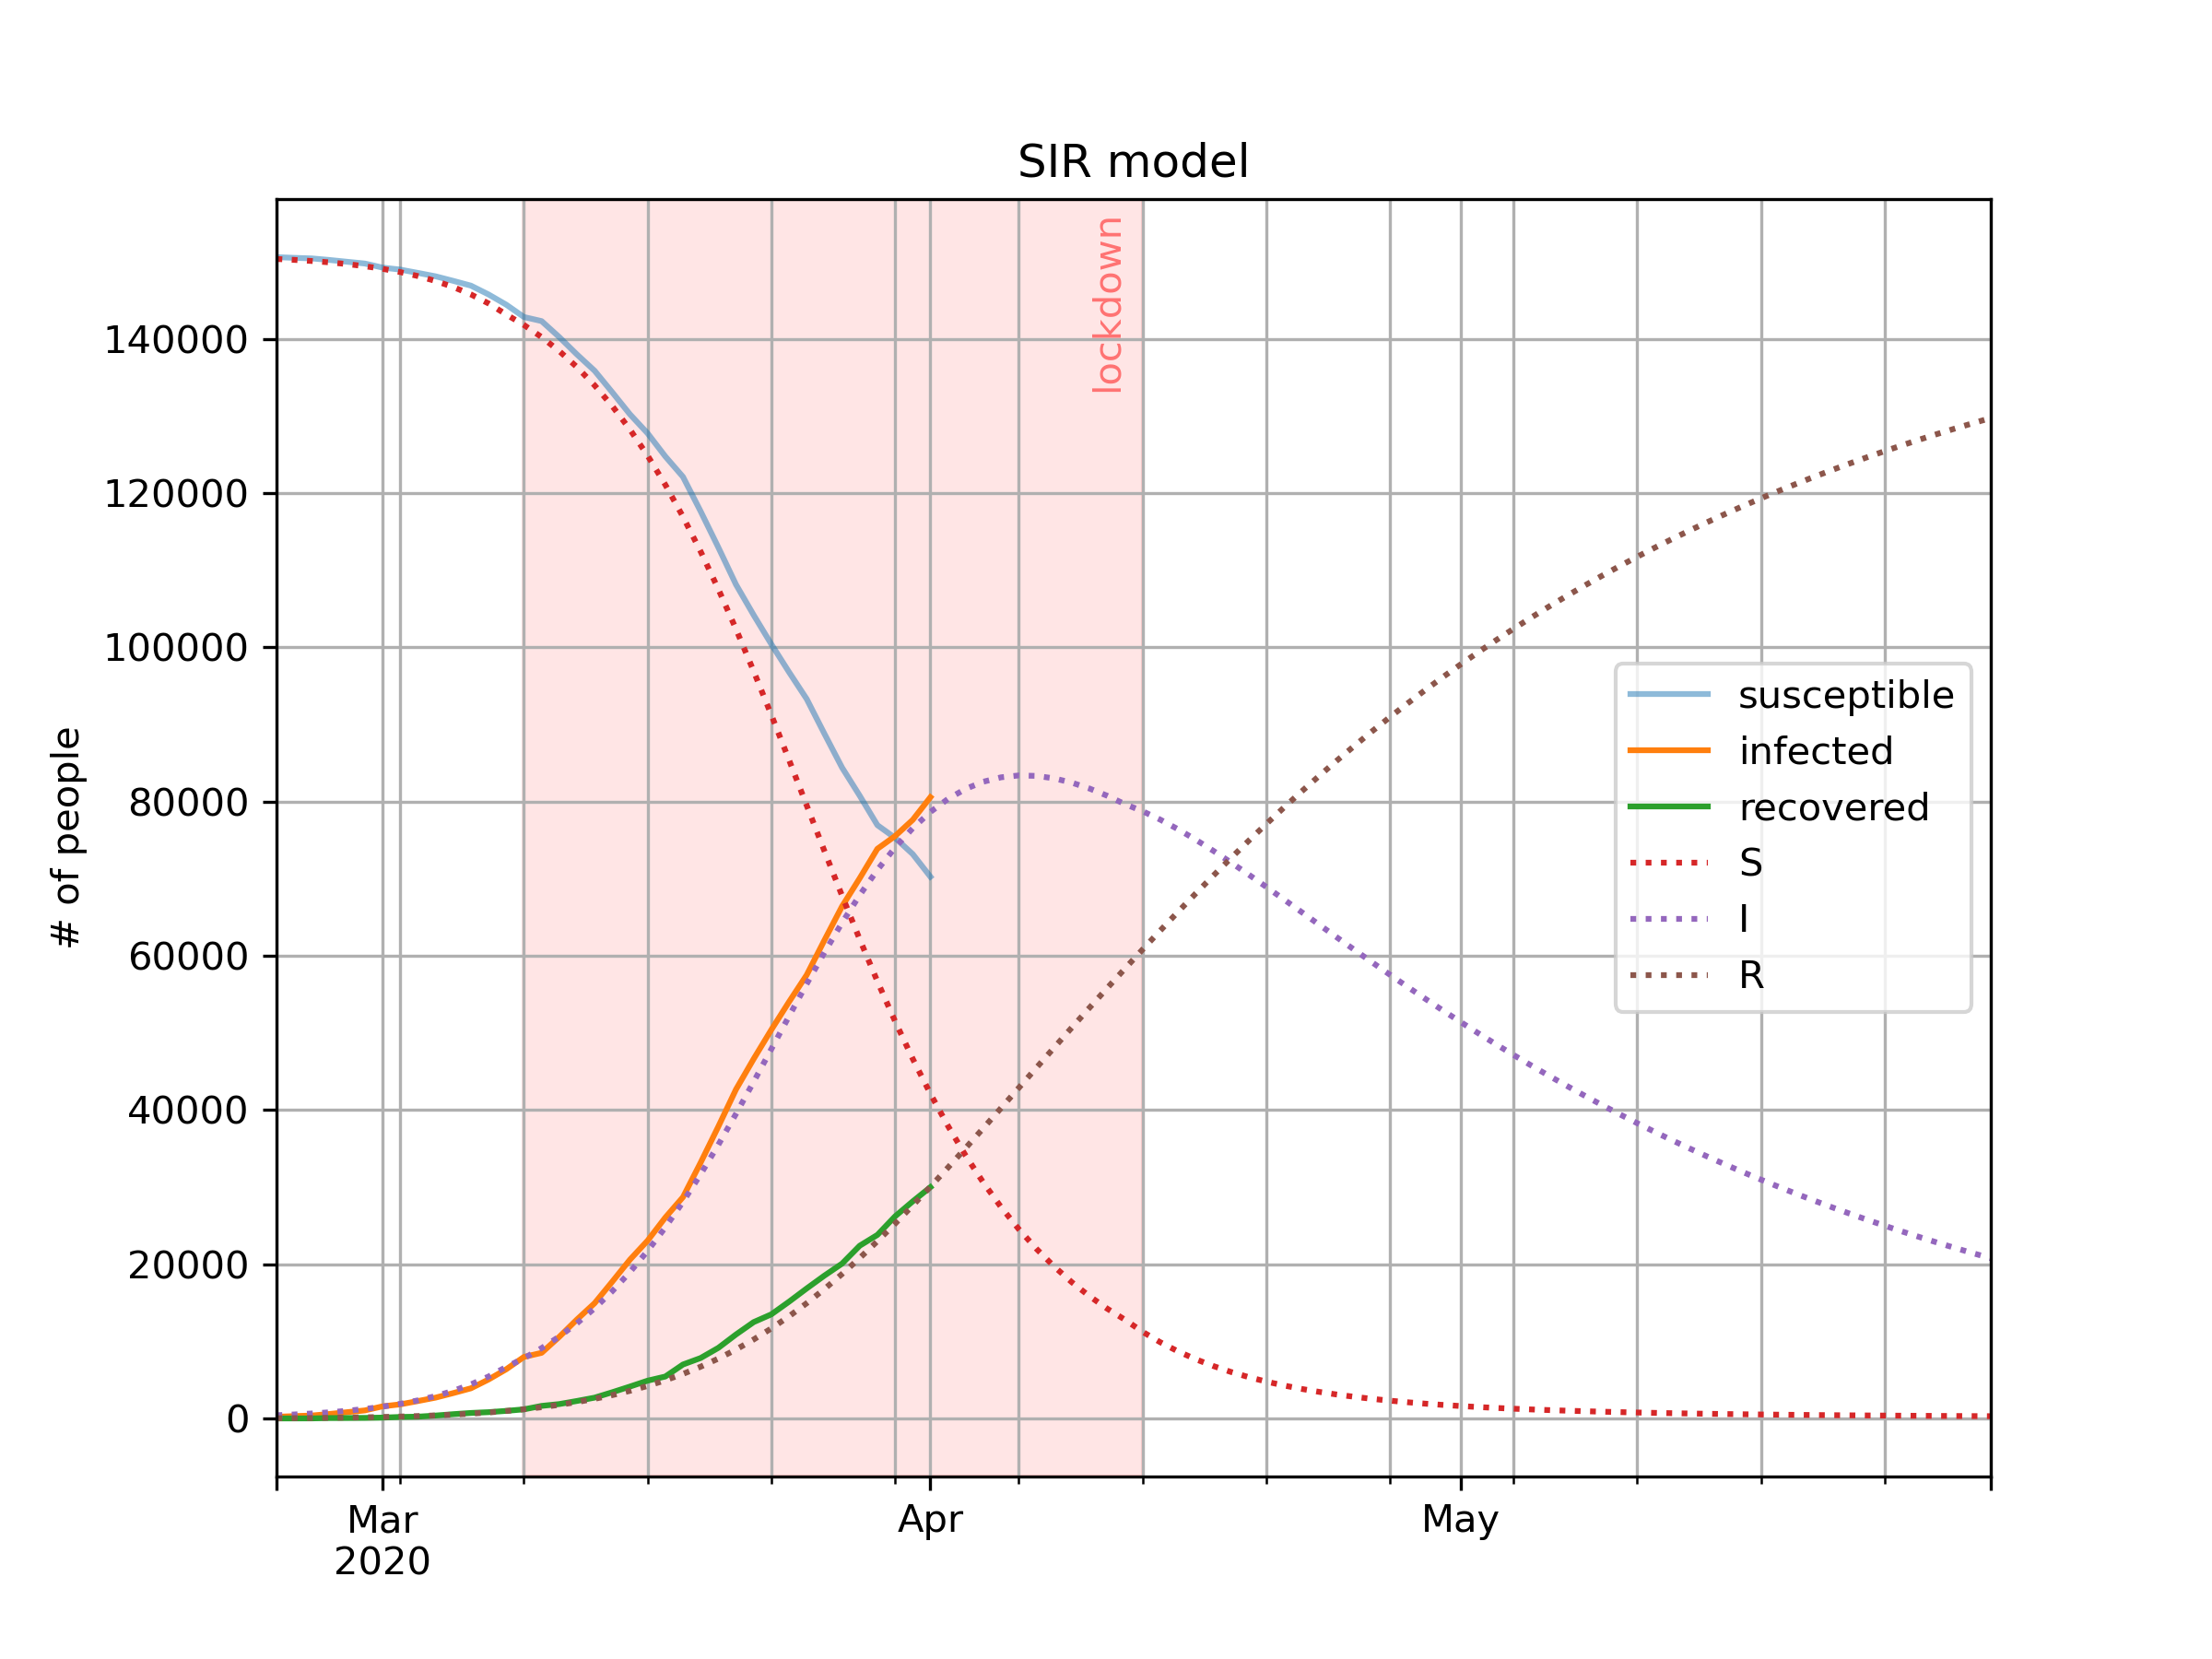 SIR model
lockdown
# of people
140000
120000
100000
80000
60000
40000
20000
0
Mar
2020
Apr
May
susceptible
infected
recovered
S
I
R